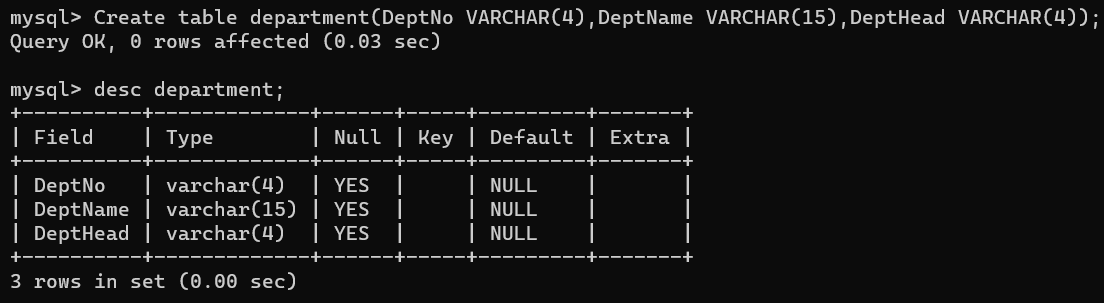 mysql> Create table department(DeptNo VARCHAR(4),DeptName VARCHAR(15),DeptHead VARCHAR(4));
Query OK, 0 rows affected (0.03 sec)

mysql> desc department;
+----------+-------------+------+-----+---------+-------+
| Field    | Type        | Null | Key | Default | Extra |
+----------+-------------+------+-----+---------+-------+
| DeptNo   | varchar(4)  | YES  |     | NULL    |       |
| DeptName | varchar(15) | YES  |     | NULL    |       |
| DeptHead | varchar(4)  | YES  |     | NULL    |       |
+----------+-------------+------+-----+---------+-------+
3 rows in set (0.00 sec)